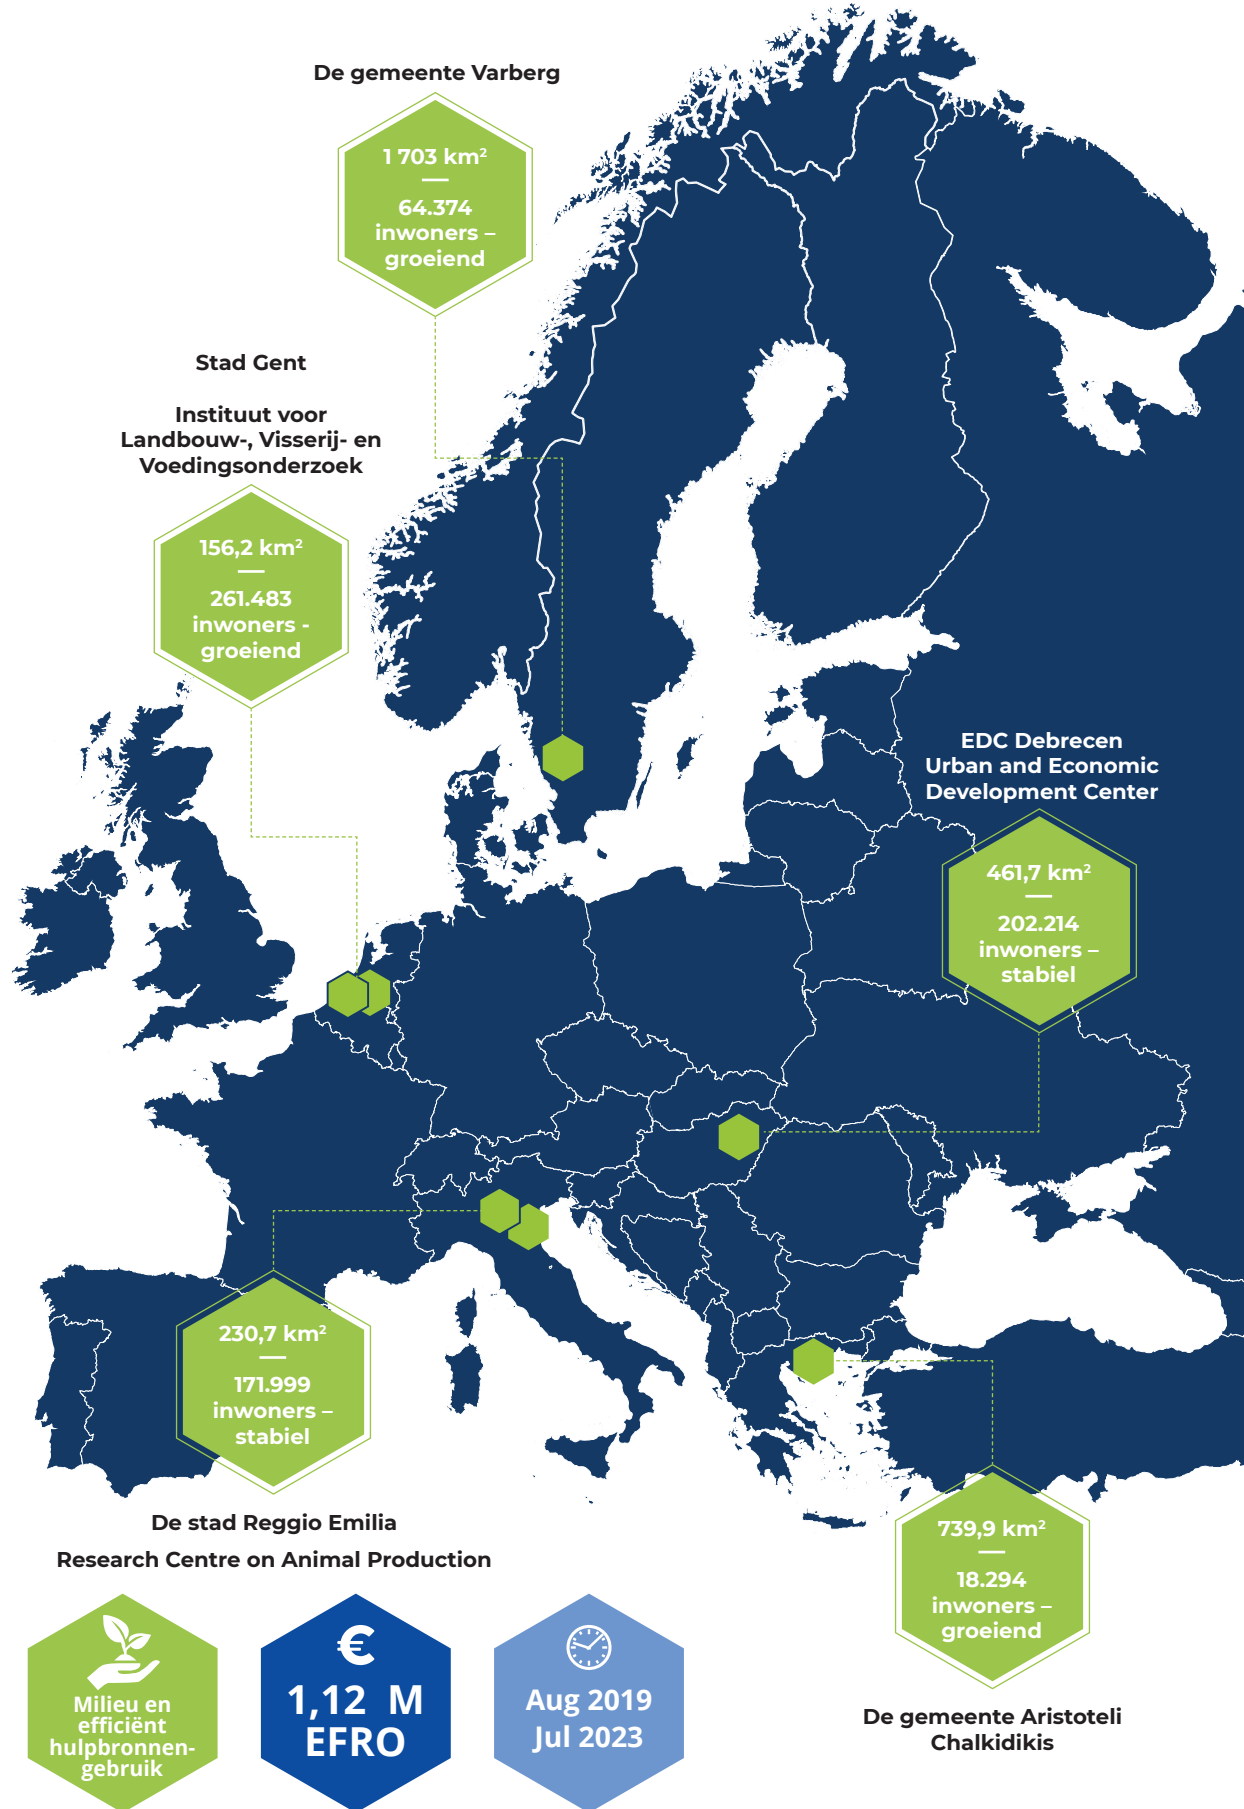 De gemeente Varberg
1 703 km²
64.374
inwoners –
groeiend
Stad Gent
Instituut voor
Landbouw-, Visserij- en
Voedingsonderzoek
156,2 km²
261.483
inwoners -
groeiend
EDC Debrecen
Urban and Economic
Development Center
461,7 km²
202.214
inwoners –
stabiel
230,7 km²
171.999
inwoners –
stabiel
De stad Reggio Emilia
Research Centre on Animal Production
739,9 km²
18.294
inwoners –
groeiend
De gemeente Aristoteli
Chalkidikis
Milieu en
efficiënt
hulpbronnen-
gebruik
€
1,12 M
EFRO
Aug 2019
Jul 2023